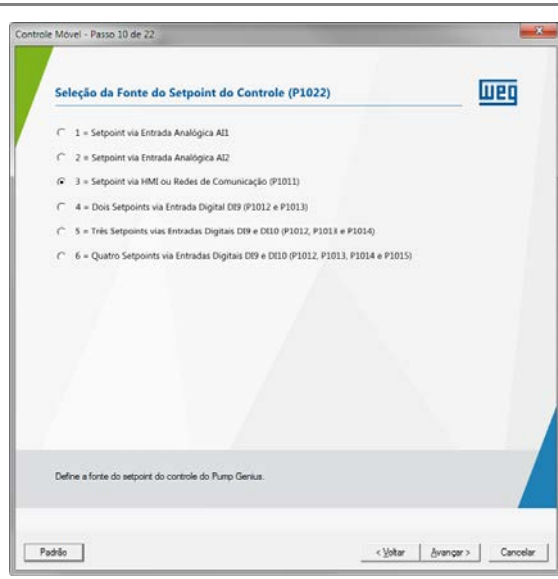 Controle Móvel - Passo 10 de 22
Seleção da Fonte do Setpoint do Controle (P1022)
WEG
1 = Setpoint via Entrada Analógica AI1
2 = Setpoint via Entrada Analógica AI2
3 = Setpoint via HMI ou Redes de Comunicação (P1011)
4 = Dois Setpoints via Entrada Digital DI9 (P1012 e P1013)
5 = Três Setpoints vias Entradas Digitais DI9 e DI10 (P1012, P1013 e P1014)
6 = Quatro Setpoints via Entradas Digitais DI9 e DI10 (P1012, P1013, P1014 e P1015)
Define a fonte do setpoint do controle do Pump Genius.
Padrão
< Voltar
Avançar >
Cancelar